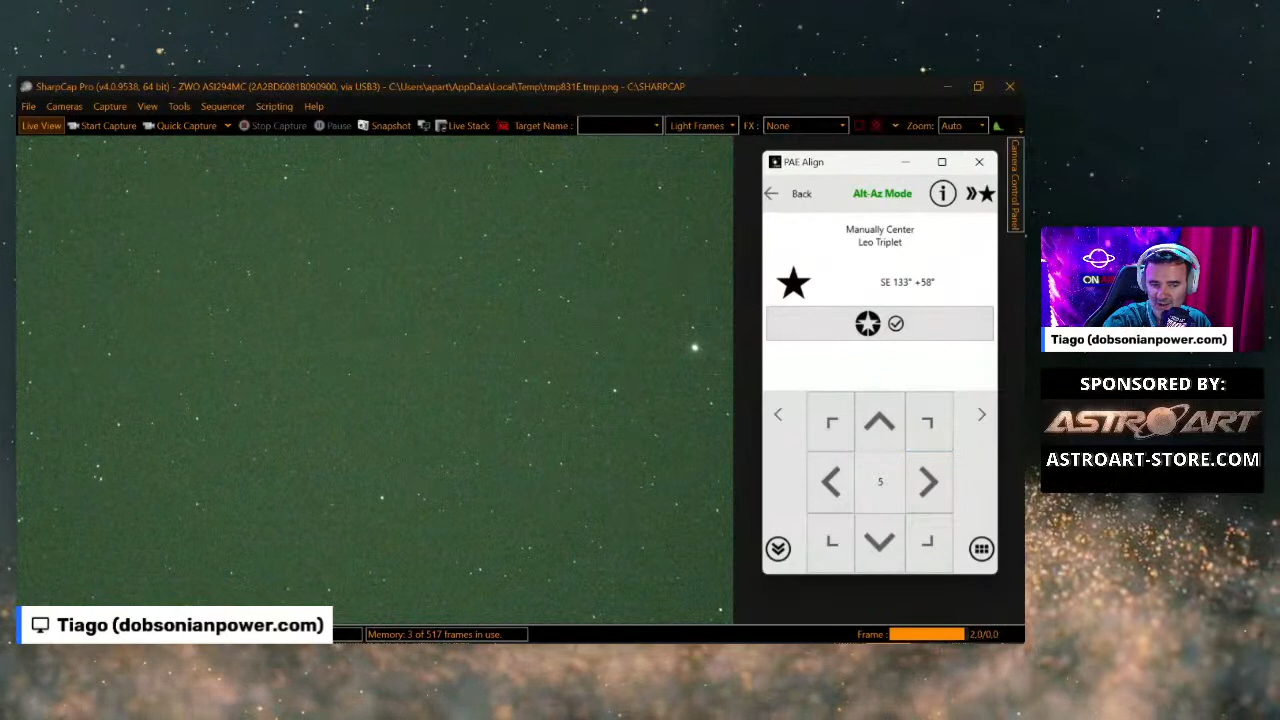 SharpCap Pro (v4.0.9538, 64 bit) - ZWO ASI294MC (2A2BD6081B090900, via USB3) - C:\Users\apart\AppData\Local\Temp\tmp831E.tmp.png - C:\SHARPCAP
File Cameras Capture View Tools Sequencer Scripting Help
Live View Start Capture Quick Capture Stop Capture Pause Snapshot Live Stack Target Name : Light Frames FX : None Zoom: Auto
Camera Control Panel
PAE Align
Back Alt-Az Mode
Manually Center
Leo Triplet
SE 133° +58°
5
ON
Tiago (dobsonianpower.com)
SPONSORED BY:
ASTROART
ASTROART-STORE.COM
Tiago (dobsonianpower.com)
Memory: 3 of 517 frames in use.
Frame : 2,0/0,0